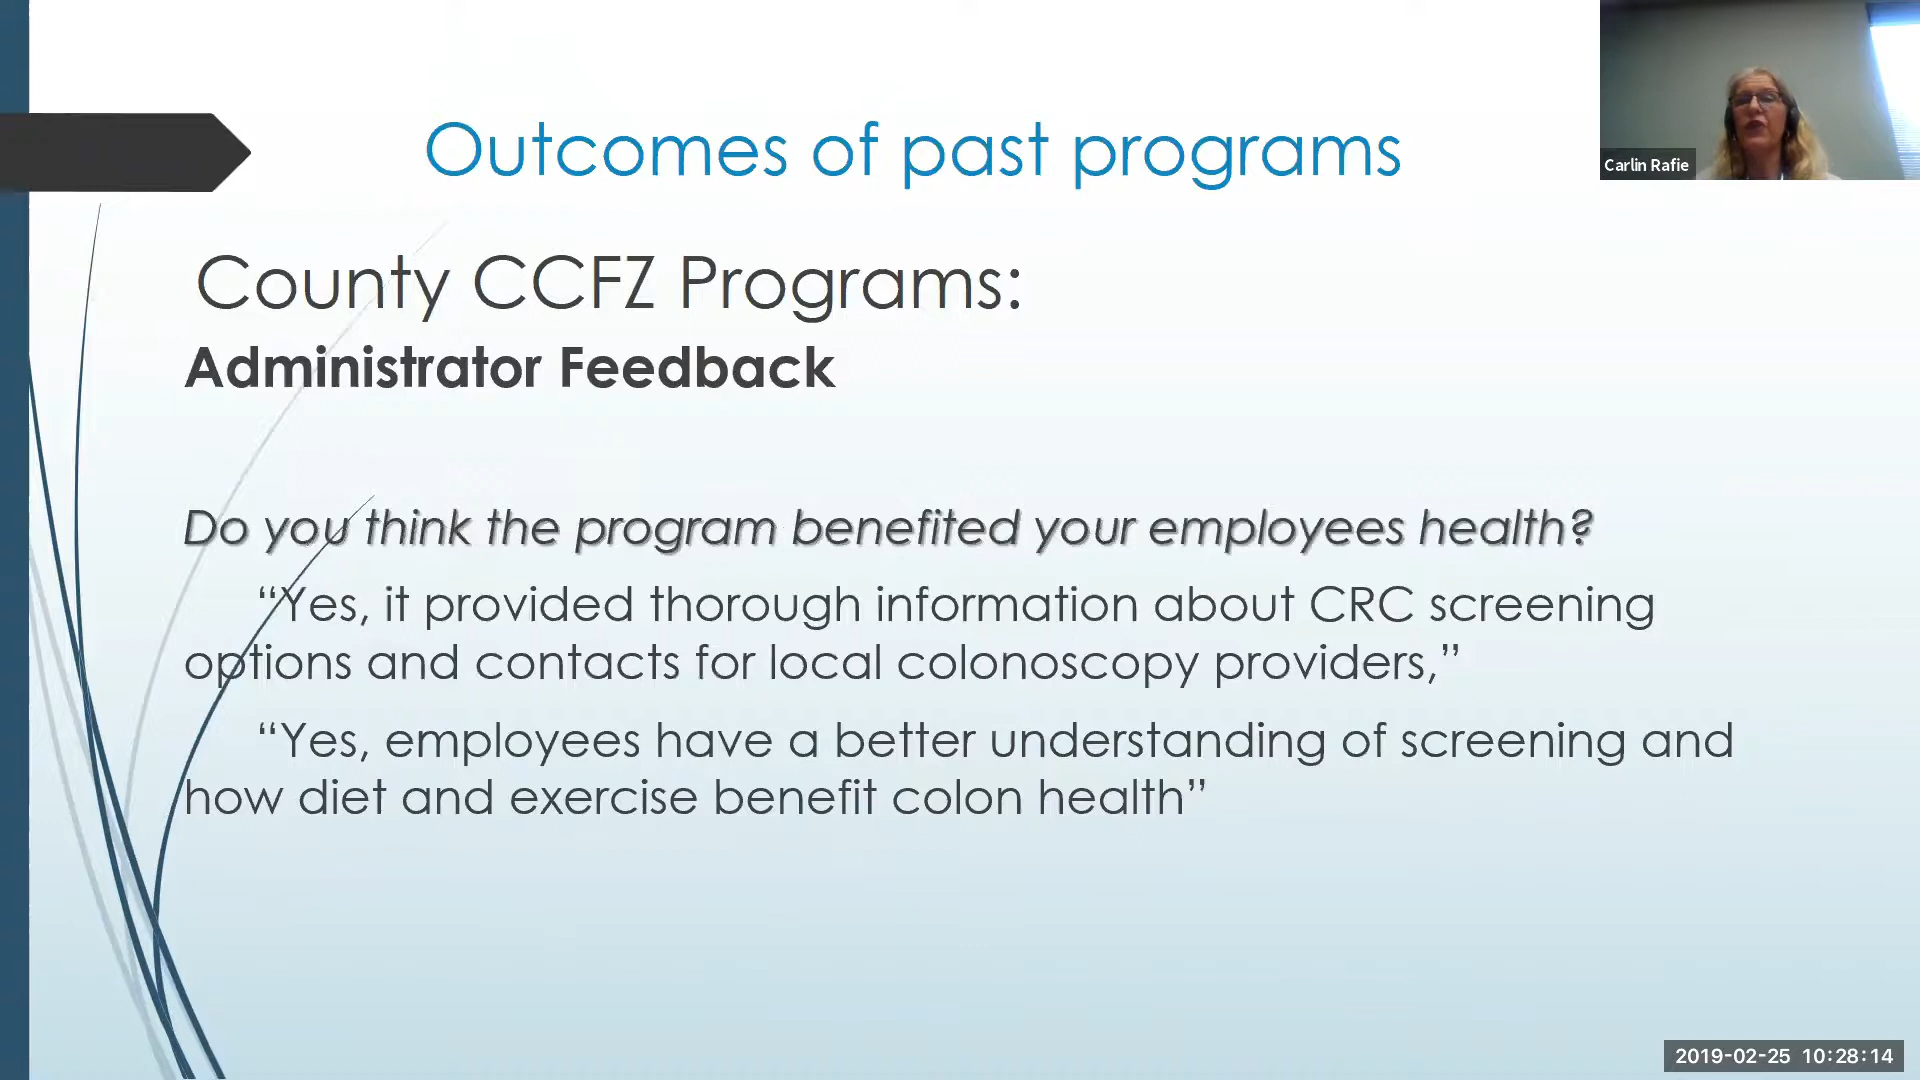 Outcomes of past programs
Carlin Rafie
County CCFZ Programs:
Administrator Feedback
Do you think the program benefited your employees health?
“Yes, it provided thorough information about CRC screening
options and contacts for local colonoscopy providers,”
“Yes, employees have a better understanding of screening and
how diet and exercise benefit colon health”
2019-02-25 10:28:14